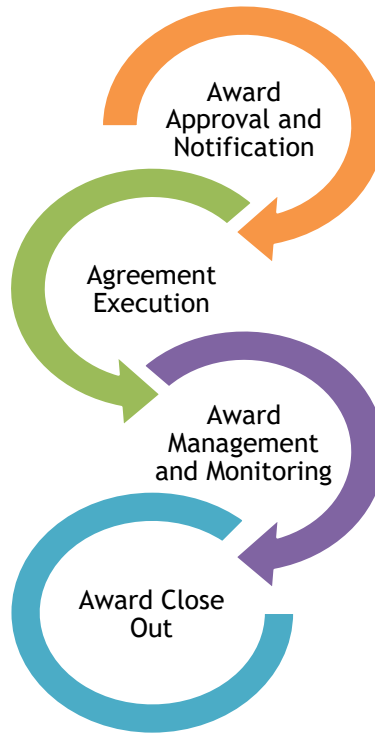 Award
Approval and
Notification
Agreement
Execution
Award
Management
and Monitoring
Award Close
Out